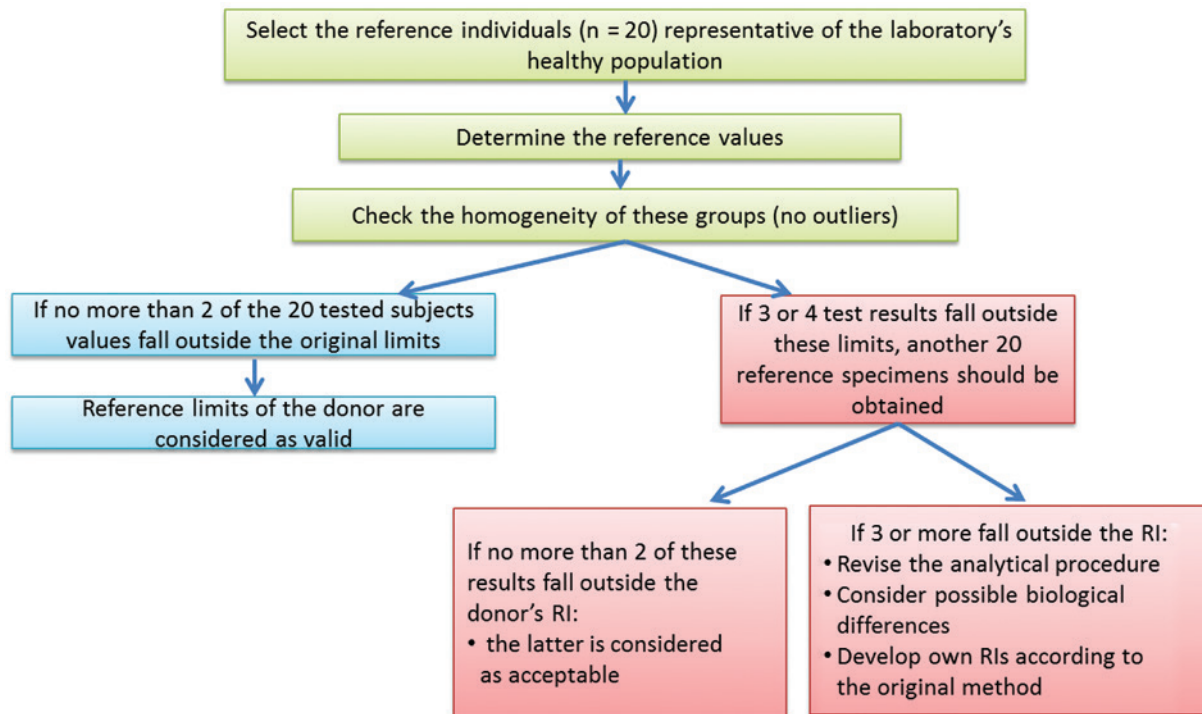 Select the reference individuals (n = 20) representative of the laboratory's
healthy population
Determine the reference values
Check the homogeneity of these groups (no outliers)
If no more than 2 of the 20 tested subjects
values fall outside the original limits
Reference limits of the donor are
considered as valid
If 3 or 4 test results fall outside
these limits, another 20
reference specimens should be
obtained
If no more than 2 of these
results fall outside the
donor's RI:
• the latter is considered
as acceptable
If 3 or more fall outside the RI:
• Revise the analytical procedure
• Consider possible biological
differences
• Develop own RIs according to
the original method